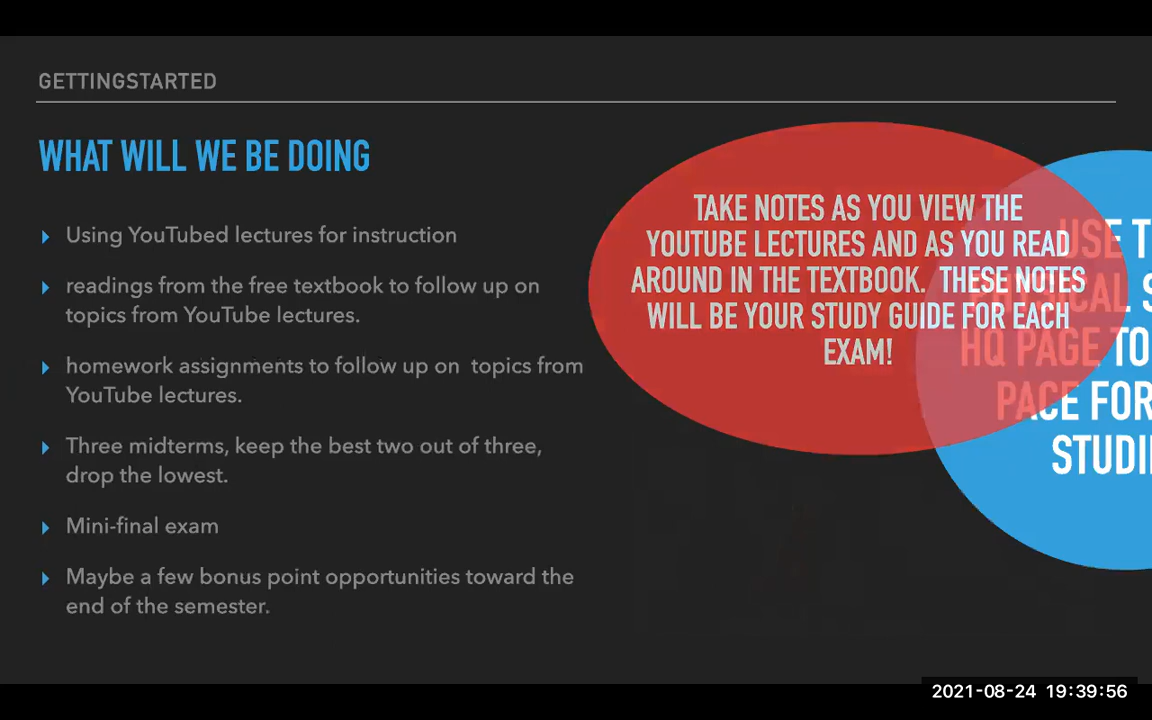 GETTINGSTARTED
WHAT WILL WE BE DOING
Using YouTubed lectures for instruction
readings from the free textbook to follow up on
topics from YouTube lectures.
homework assignments to follow up on  topics from
YouTube lectures.
Three midterms, keep the best two out of three,
drop the lowest.
Mini-final exam
Maybe a few bonus point opportunities toward the
end of the semester.
TAKE NOTES AS YOU VIEW THE
YOUTUBE LECTURES AND AS YOU READ
AROUND IN THE TEXTBOOK.  THESE NOTES
WILL BE YOUR STUDY GUIDE FOR EACH
EXAM!
USE
HQ PAGE TO
PACE FOR
2021-08-24 19:39:56